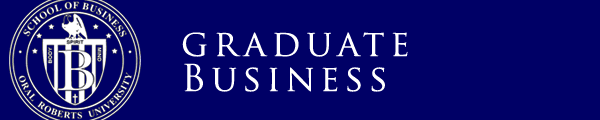 SCHOOL OF BUSINESS
SPIRIT
BODY
MIND
B
ORAL ROBERTS UNIVERSITY
GRADUATE
BUSINESS